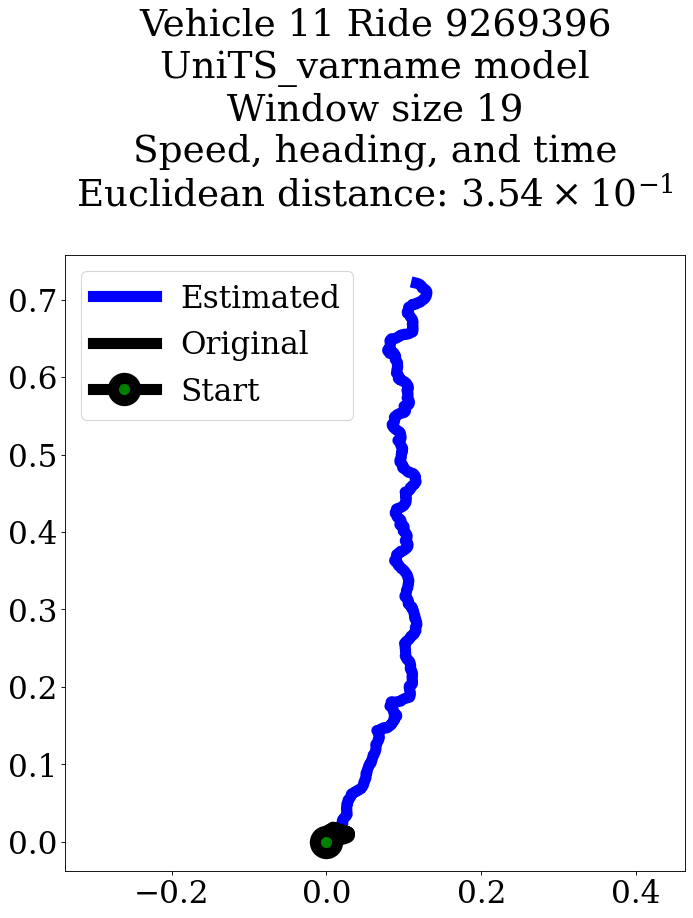 Vehicle 11 Ride 9269396
UniTS_varname model
Window size 19
Speed, heading, and time
Euclidean distance: 3.54 × 10⁻¹
Estimated
Original
Start
0.7
0.6
0.5
0.4
0.3
0.2
0.1
0.0
−0.2 0.0 0.2 0.4